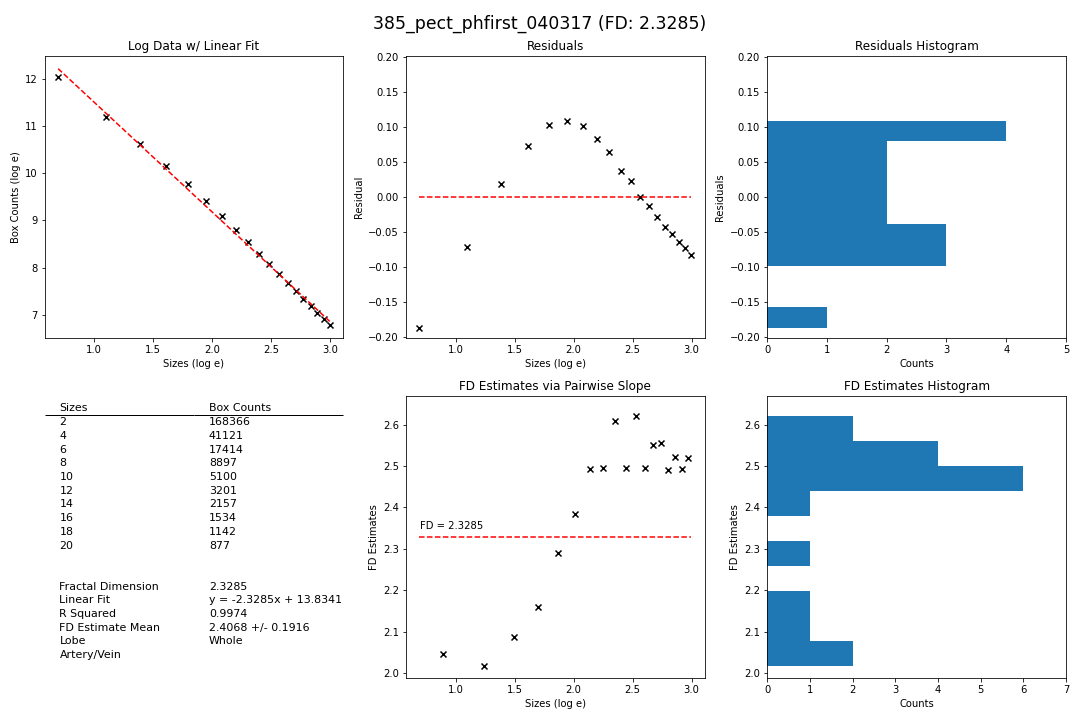 385_pect_phfirst_040317 (FD: 2.3285)
Log Data w/ Linear Fit
12
11
10
9
8
7
Box Counts (log e)
1.0 1.5 2.0 2.5 3.0
Sizes (log e)
Residuals
0.20
0.15
0.10
0.05
0.00
−0.05
−0.10
−0.15
−0.20
Residual
1.0 1.5 2.0 2.5 3.0
Sizes (log e)
Residuals Histogram
0.20
0.15
0.10
0.05
0.00
−0.05
−0.10
−0.15
−0.20
Residuals
0 1 2 3 4 5
Counts
Sizes Box Counts
2 168366
4 41121
6 17414
8 8897
10 5100
12 3201
14 2157
16 1534
18 1142
20 877
Fractal Dimension 2.3285
Linear Fit y = -2.3285x + 13.8341
R Squared 0.9974
FD Estimate Mean 2.4068 +/- 0.1916
Lobe Whole
Artery/Vein
FD Estimates via Pairwise Slope
2.6
2.5
2.4
2.3
2.2
2.1
2.0
FD Estimates
FD = 2.3285
1.0 1.5 2.0 2.5 3.0
Sizes (log e)
FD Estimates Histogram
2.6
2.5
2.4
2.3
2.2
2.1
2.0
FD Estimates
0 1 2 3 4 5 6 7
Counts